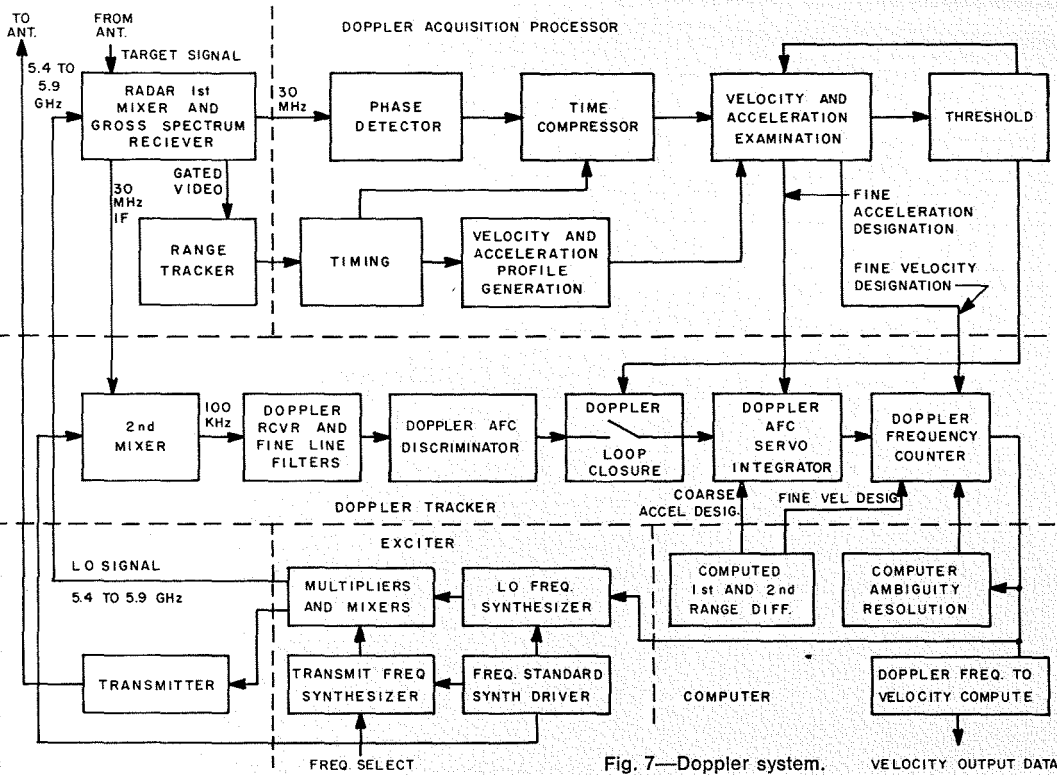 TO
ANT.
FROM
ANT.
TARGET SIGNAL
5.4 TO
5.9
GHz
DOPPLER ACQUISITION PROCESSOR
RADAR 1st
MIXER AND
GROSS SPECTRUM
RECIEVER
30
MHz
PHASE
DETECTOR
TIME
COMPRESSOR
VELOCITY AND
ACCELERATION
EXAMINATION
THRESHOLD
30
MHz
IF
GATED
VIDEO
RANGE
TRACKER
TIMING
VELOCITY AND
ACCELERATION
PROFILE
GENERATION
FINE
ACCELERATION
DESIGNATION
FINE VELOCITY
DESIGNATION
2nd
MIXER
100
KHz
DOPPLER
RCVR AND
FINE LINE
FILTERS
DOPPLER AFC
DISCRIMINATOR
DOPPLER
LOOP
CLOSURE
DOPPLER
AFC
SERVO
INTEGRATOR
DOPPLER
FREQUENCY
COUNTER
DOPPLER TRACKER
COARSE
ACCEL DESIG.
FINE VEL DESIG.
EXCITER
LO SIGNAL
5.4 TO 5.9 GHz
MULTIPLIERS
AND MIXERS
LO FREQ.
SYNTHESIZER
COMPUTED
1st AND 2nd
RANGE DIFF.
COMPUTER
AMBIGUITY
RESOLUTION
TRANSMITTER
TRANSMIT FREQ
SYNTHESIZER
FREQ. STANDARD
SYNTH DRIVER
COMPUTER
DOPPLER FREQ. TO
VELOCITY COMPUTE
FREQ. SELECT
Fig. 7—Doppler system.
VELOCITY OUTPUT DATA